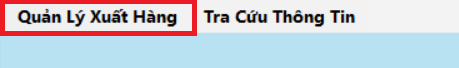 Quản Lý Xuất Hàng Tra Cứu Thông Tin